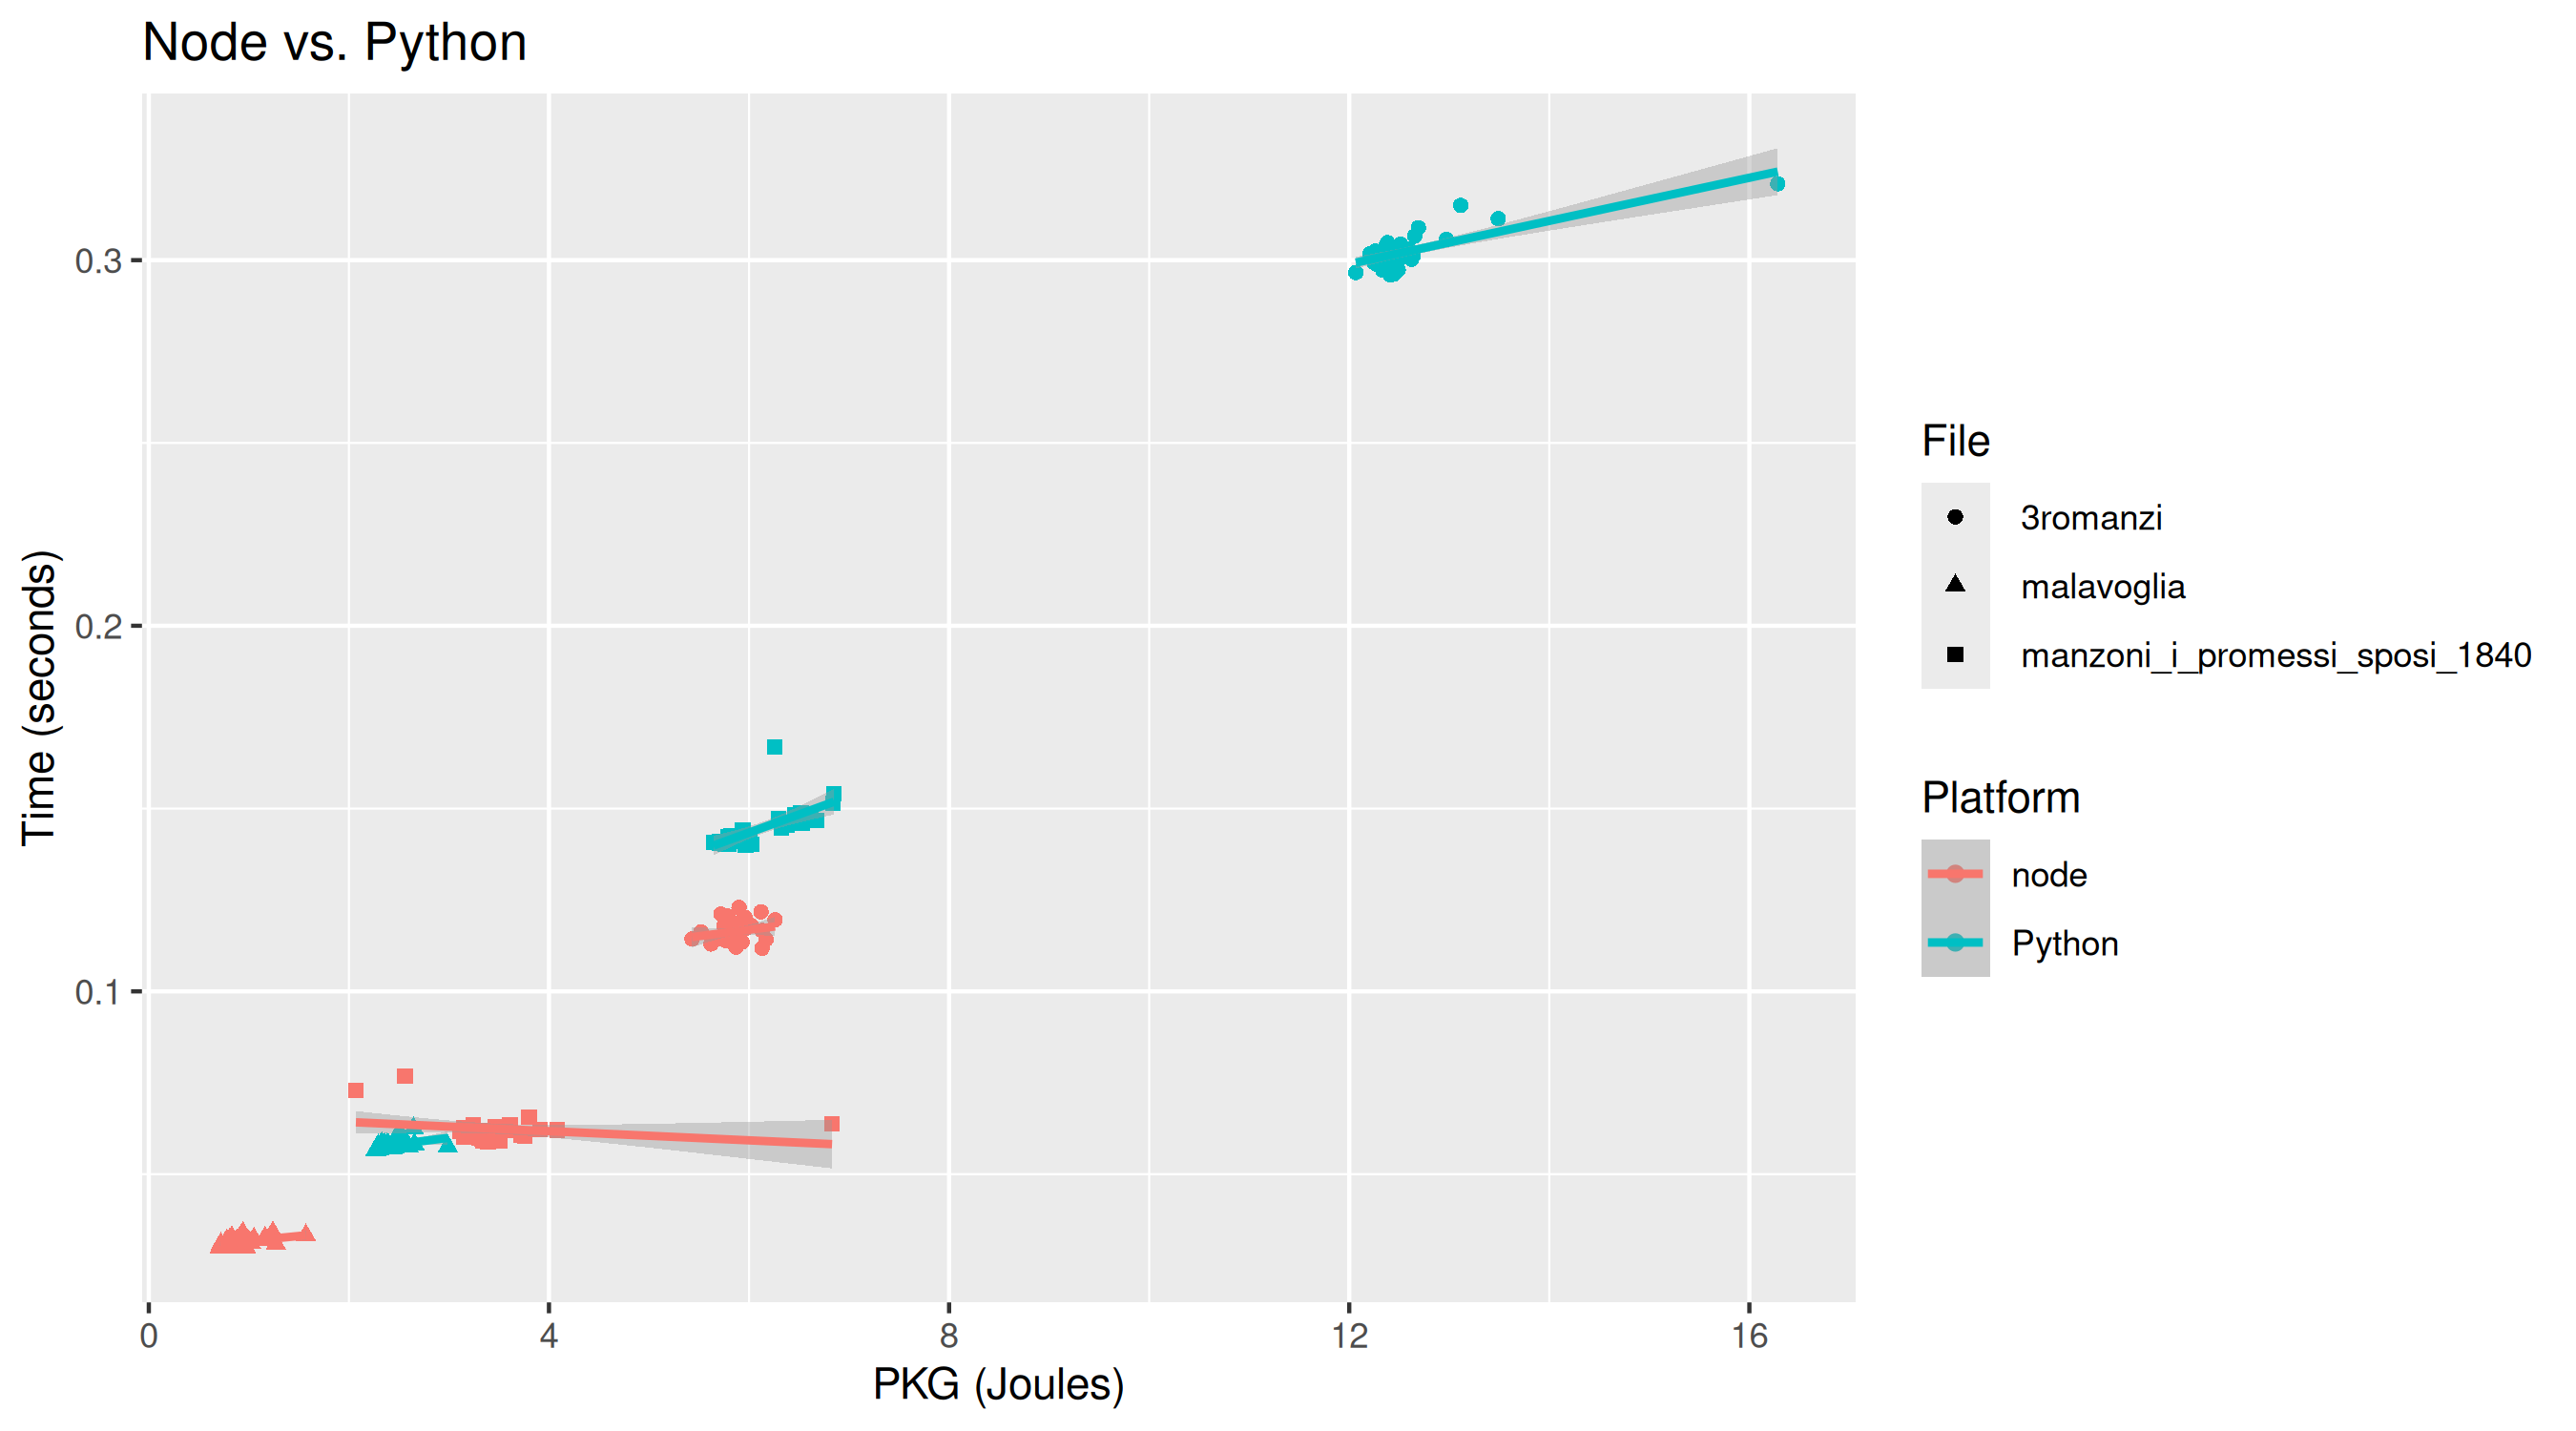 Node vs. Python
Time (seconds)
0.3
0.2
0.1
0
4
8
12
16
PKG (Joules)
File
3romanzi
malavoglia
manzoni_i_promessi_sposi_1840
Platform
node
Python